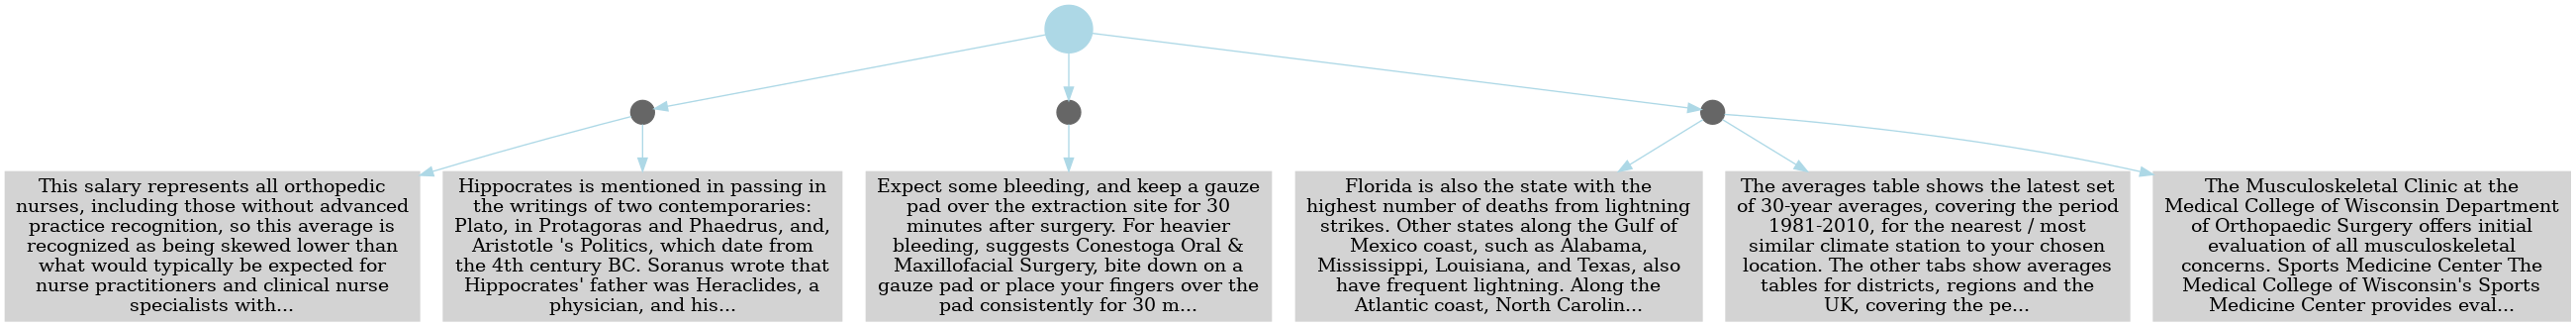 This salary represents all orthopedic
nurses, including those without advanced
practice recognition, so this average is
recognized as being skewed lower than
what would typically be expected for
nurse practitioners and clinical nurse
specialists with...
Hippocrates is mentioned in passing in
the writings of two contemporaries:
Plato, in Protagoras and Phaedrus, and,
Aristotle 's Politics, which date from
the 4th century BC. Soranus wrote that
Hippocrates' father was Heraclides, a
physician, and his...
Expect some bleeding, and keep a gauze
pad over the extraction site for 30
minutes after surgery. For heavier
bleeding, suggests Conestoga Oral &
Maxillofacial Surgery, bite down on a
gauze pad or place your fingers over the
pad consistently for 30 m...
Florida is also the state with the
highest number of deaths from lightning
strikes. Other states along the Gulf of
Mexico coast, such as Alabama,
Mississippi, Louisiana, and Texas, also
have frequent lightning. Along the
Atlantic coast, North Carolin...
The averages table shows the latest set
of 30-year averages, covering the period
1981-2010, for the nearest / most
similar climate station to your chosen
location. The other tabs show averages
tables for districts, regions and the
UK, covering the pe...
The Musculoskeletal Clinic at the
Medical College of Wisconsin Department
of Orthopaedic Surgery offers initial
evaluation of all musculoskeletal
concerns. Sports Medicine Center The
Medical College of Wisconsin's Sports
Medicine Center provides eval...